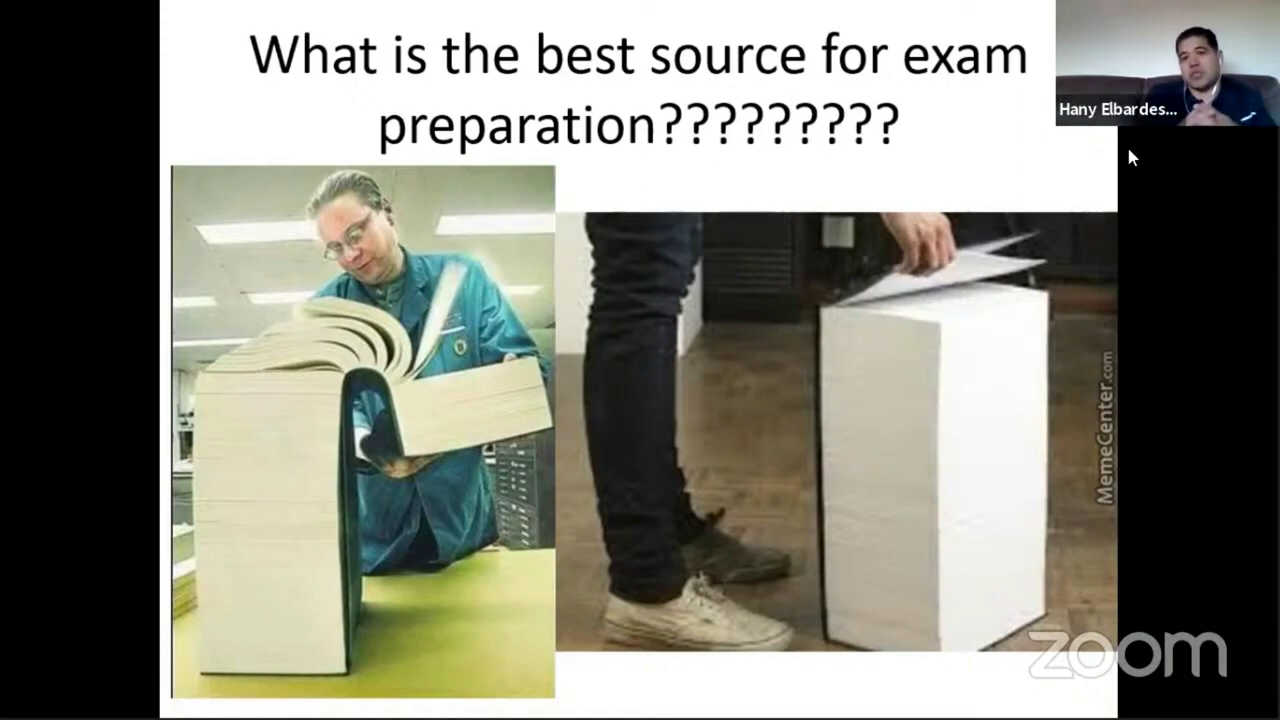 What is the best source for exam
preparation?????????
Hany Elbardes...
MemeCenter.com
zoom